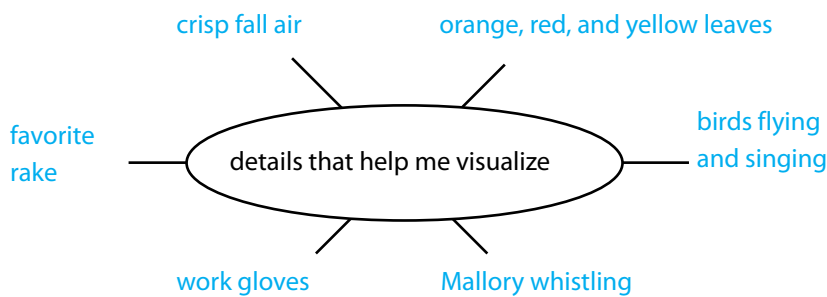 crisp fall air
orange, red, and yellow leaves
favorite
rake
details that help me visualize
birds flying
and singing
work gloves
Mallory whistling